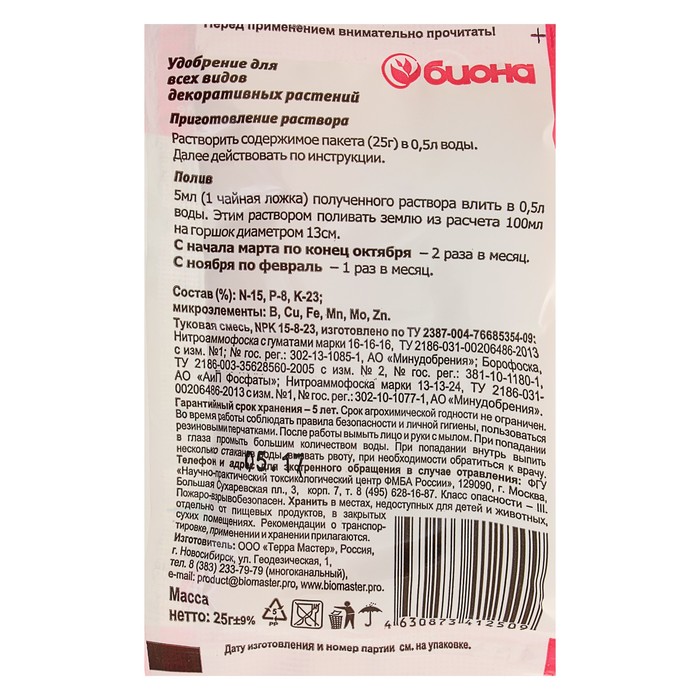 Перед применением внимательно прочитать!
биона
Удобрение для
всех видов
декоративных растений
Приготовление раствора
Растворить содержимое пакета (25г) в 0,5л воды.
Далее действовать по инструкции.
Полив
5мл (1 чайная ложка) полученного раствора влить в 0,5л
воды. Этим раствором поливать землю из расчета 100мл
на горшок диаметром 13см.
С начала марта по конец октября – 2 раза в месяц.
С ноября по февраль – 1 раз в месяц.
Состав (%): N-15, P-8, K-23;
микроэлементы: B, Cu, Fe, Mn, Mo, Zn.
Туковая смесь, NPK 15-8-23, изготовлено по ТУ 2387-004-76685354-09:
Нитроаммофоска с гуматами марки 16-16-16, ТУ 2186-031-00206486-2013
с изм. №1; № гос. рег.: 302-13-1085-1, АО «Минудобрения»; Борофоска,
ТУ 2186-003-35628560-2005 с изм. № 2, № гос. рег.: 381-10-1180-1,
АО «АиП Фосфаты»; Нитроаммофоска марки 13-13-24, ТУ 2186-031-
00206486-2013 с изм. №1, № гос. рег.: 302-10-1077-1, АО «Минудобрения».
Гарантийный срок хранения – 5 лет. Срок агрохимической годности не ограничен.
Во время работы соблюдать правила безопасности и личной гигиены, пользоваться
резиновыми перчатками. После работы вымыть лицо и руки с мылом. При попадании
в глаза промыть большим количеством воды. При попадании внутрь выпить
несколько стаканов воды, вызвать рвоту, при необходимости обратиться к врачу.
05.17
Телефон и адрес для экстренного обращения в случае отравления: ФГУ
«Научно-практический токсикологический центр ФМБА России», 129090, г. Москва,
Большая Сухаревская пл., 3, корп. 7, т. 8 (495) 628-16-87. Класс опасности – III.
Пожаро-взрывобезопасен. Хранить в местах, недоступных для детей и животных,
отдельно от пищевых продуктов, в закрытых
сухих помещениях. Рекомендации о транспор-
тировке, применении и хранении прилагаются.
Изготовитель: ООО «Терра Мастер», Россия,
г. Новосибирск, ул. Геодезическая, 1,
тел. 8 (383) 233-79-79 (многоканальный),
e-mail: product@biomaster.pro, www.biomaster.pro.
Масса
нетто: 25г±9%
5
PP
4 630873 412509
Дату изготовления и номер партии см. на упаковке.